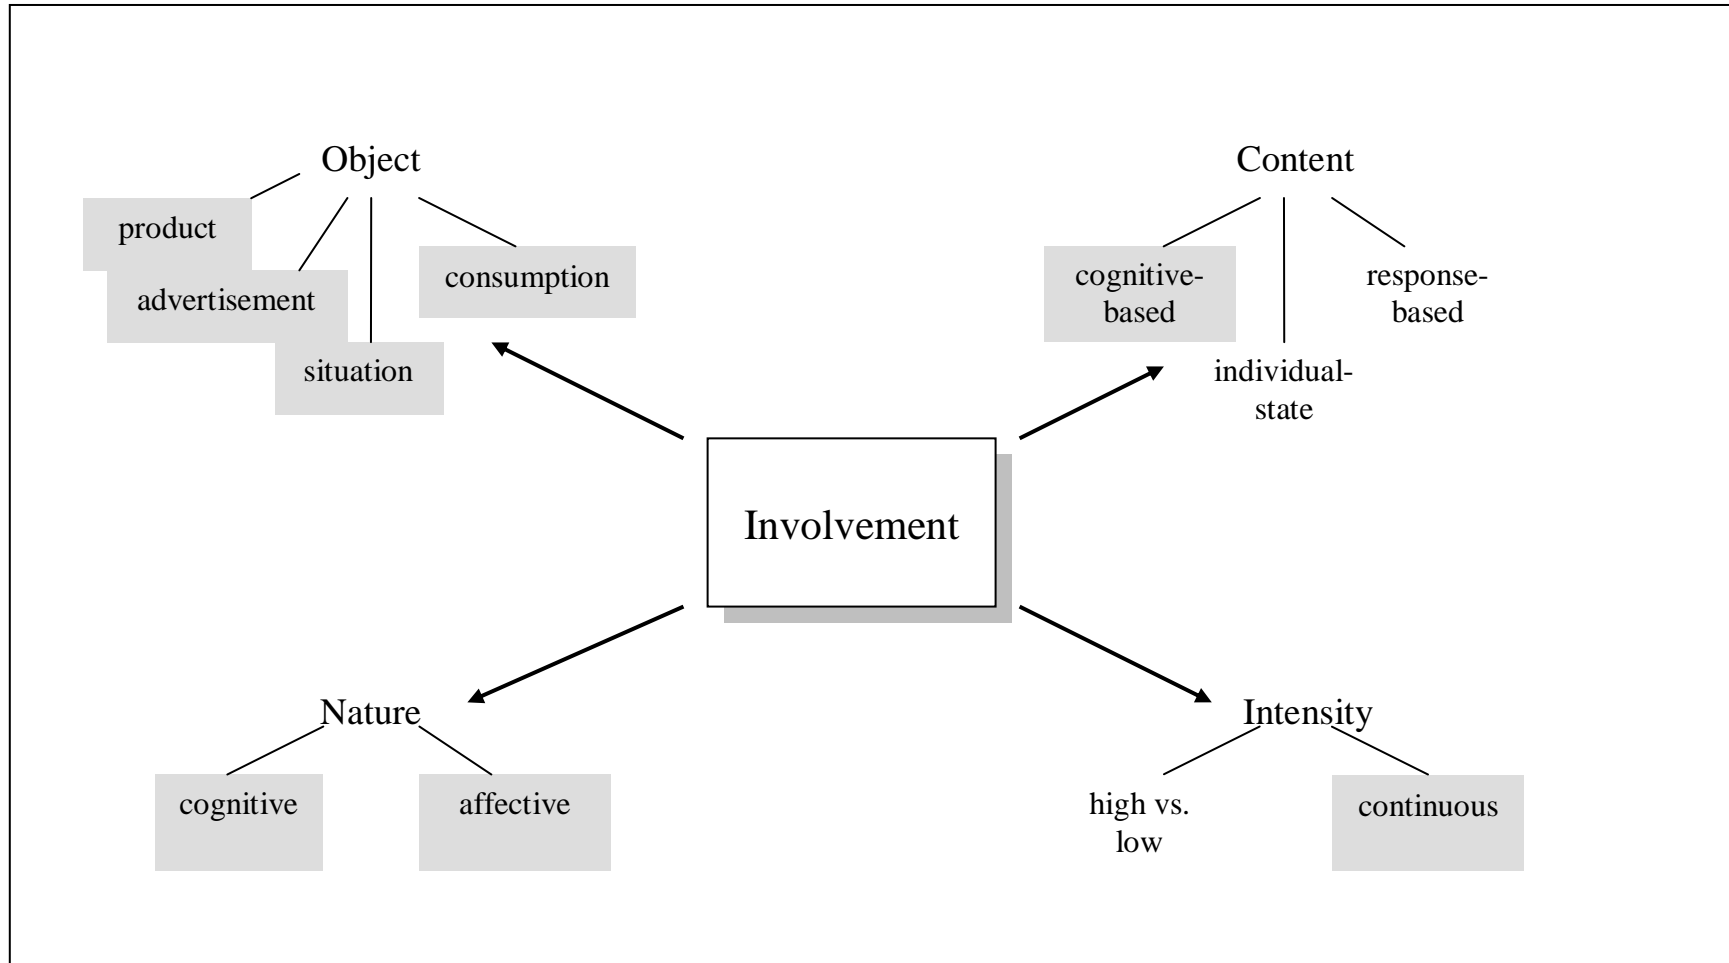 Object
product
advertisement
situation
consumption
Content
cognitive-
based
individual-
state
response-
based
Involvement
Nature
cognitive
affective
Intensity
high vs.
low
continuous